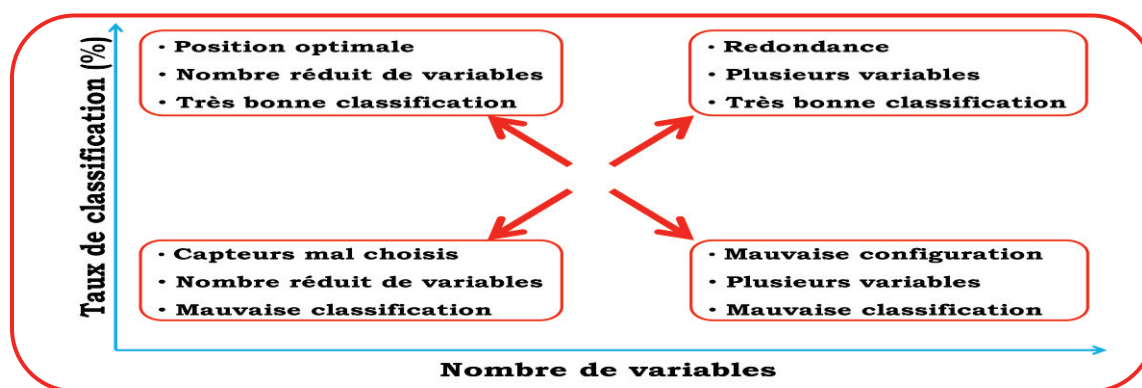 Taux de classification (%)
• Position optimale
• Nombre réduit de variables
• Très bonne classification
• Redondance
• Plusieurs variables
• Très bonne classification
• Capteurs mal choisis
• Nombre réduit de variables
• Mauvaise classification
• Mauvaise configuration
• Plusieurs variables
• Mauvaise classification
Nombre de variables